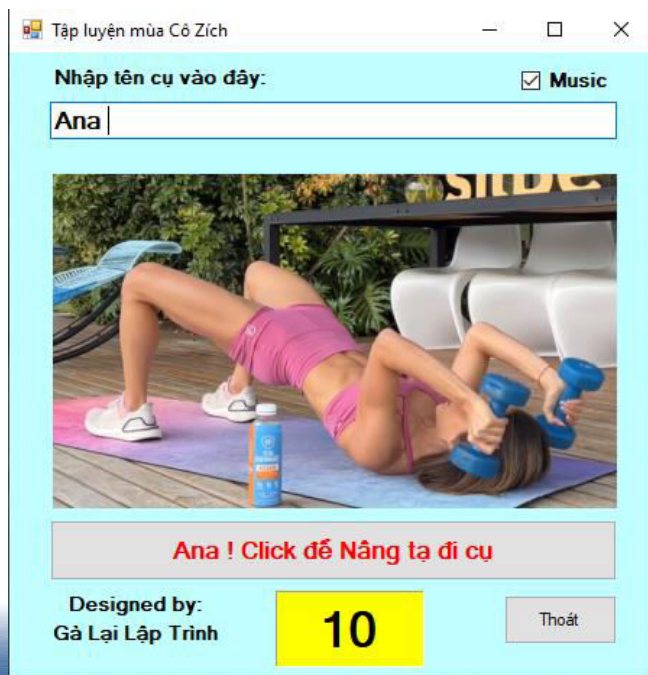 Tập luyện mùa Cô Zích
Nhập tên cụ vào đây:
Music
Ana
Ana ! Click để Nâng tạ đi cụ
Designed by:
Gà Lại Lập Trình
10
Thoát